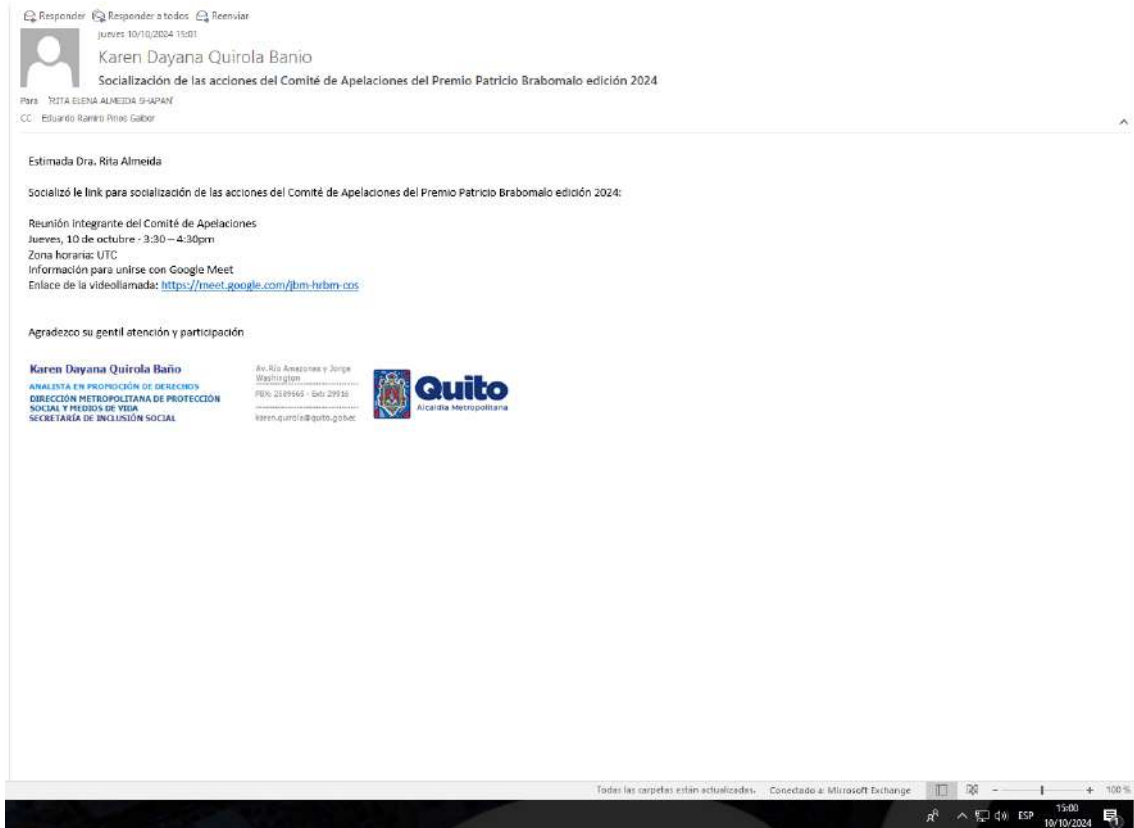 Responder Responder a todos Reenviar
jueves 10/10/2024 15:01
Karen Dayana Quirola Banio
Socialización de las acciones del Comité de Apelaciones del Premio Patricio Brabomalo edición 2024
Para 'RITA ELENA ALMEIDA SHAPAN'
CC Eduardo Ramiro Pinos Gaibor
Estimada Dra. Rita Almeida
Socializó le link para socialización de las acciones del Comité de Apelaciones del Premio Patricio Brabomalo edición 2024:
Reunión integrante del Comité de Apelaciones
Jueves, 10 de octubre · 3:30 – 4:30pm
Zona horaria: UTC
Información para unirse con Google Meet
Enlace de la videollamada: https://meet.google.com/jbm-hrbm-cos
Agradezco su gentil atención y participación
Karen Dayana Quirola Baño
ANALISTA EN PROMOCIÓN DE DERECHOS
DIRECCIÓN METROPOLITANA DE PROTECCIÓN
SOCIAL Y MEDIOS DE VIDA
SECRETARÍA DE INCLUSIÓN SOCIAL
Av. Río Amazonas y Jorge
Washington
Ext: 29916
karen.quirola@quito.gob.ec
Quito
Alcaldía Metropolitana
Todas las carpetas están actualizadas. Conectado a: Microsoft Exchange 100 %
ESP 15:00
10/10/2024